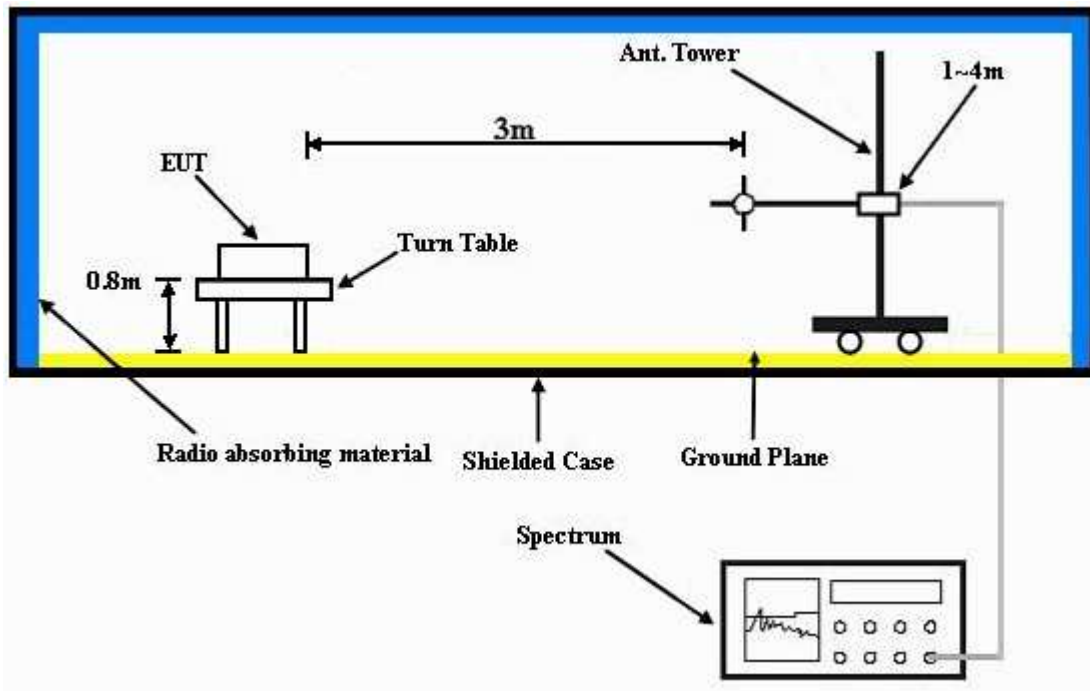 Ant. Tower
1~4m
3m
EUT
Turn Table
0.8m
Radio absorbing material
Shielded Case
Ground Plane
Spectrum